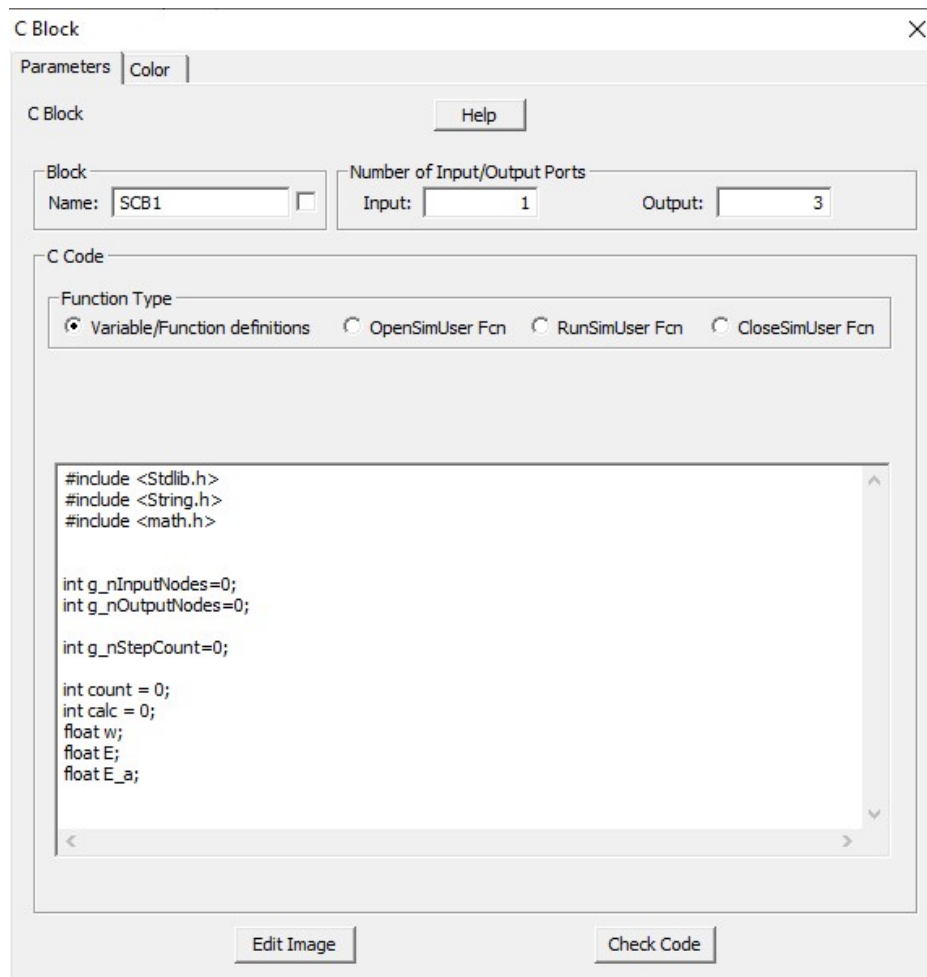 C Block
Parameters Color
C Block Help
Block Number of Input/Output Ports
Name: SCB1 Input: 1 Output: 3
C Code
Function Type
Variable/Function definitions OpenSimUser Fcn RunSimUser Fcn CloseSimUser Fcn
#include <Stdlib.h>
#include <String.h>
#include <math.h>
int g_nInputNodes=0;
int g_nOutputNodes=0;
int g_nStepCount=0;
int count = 0;
int calc = 0;
float w;
float E;
float E_a;
Edit Image Check Code